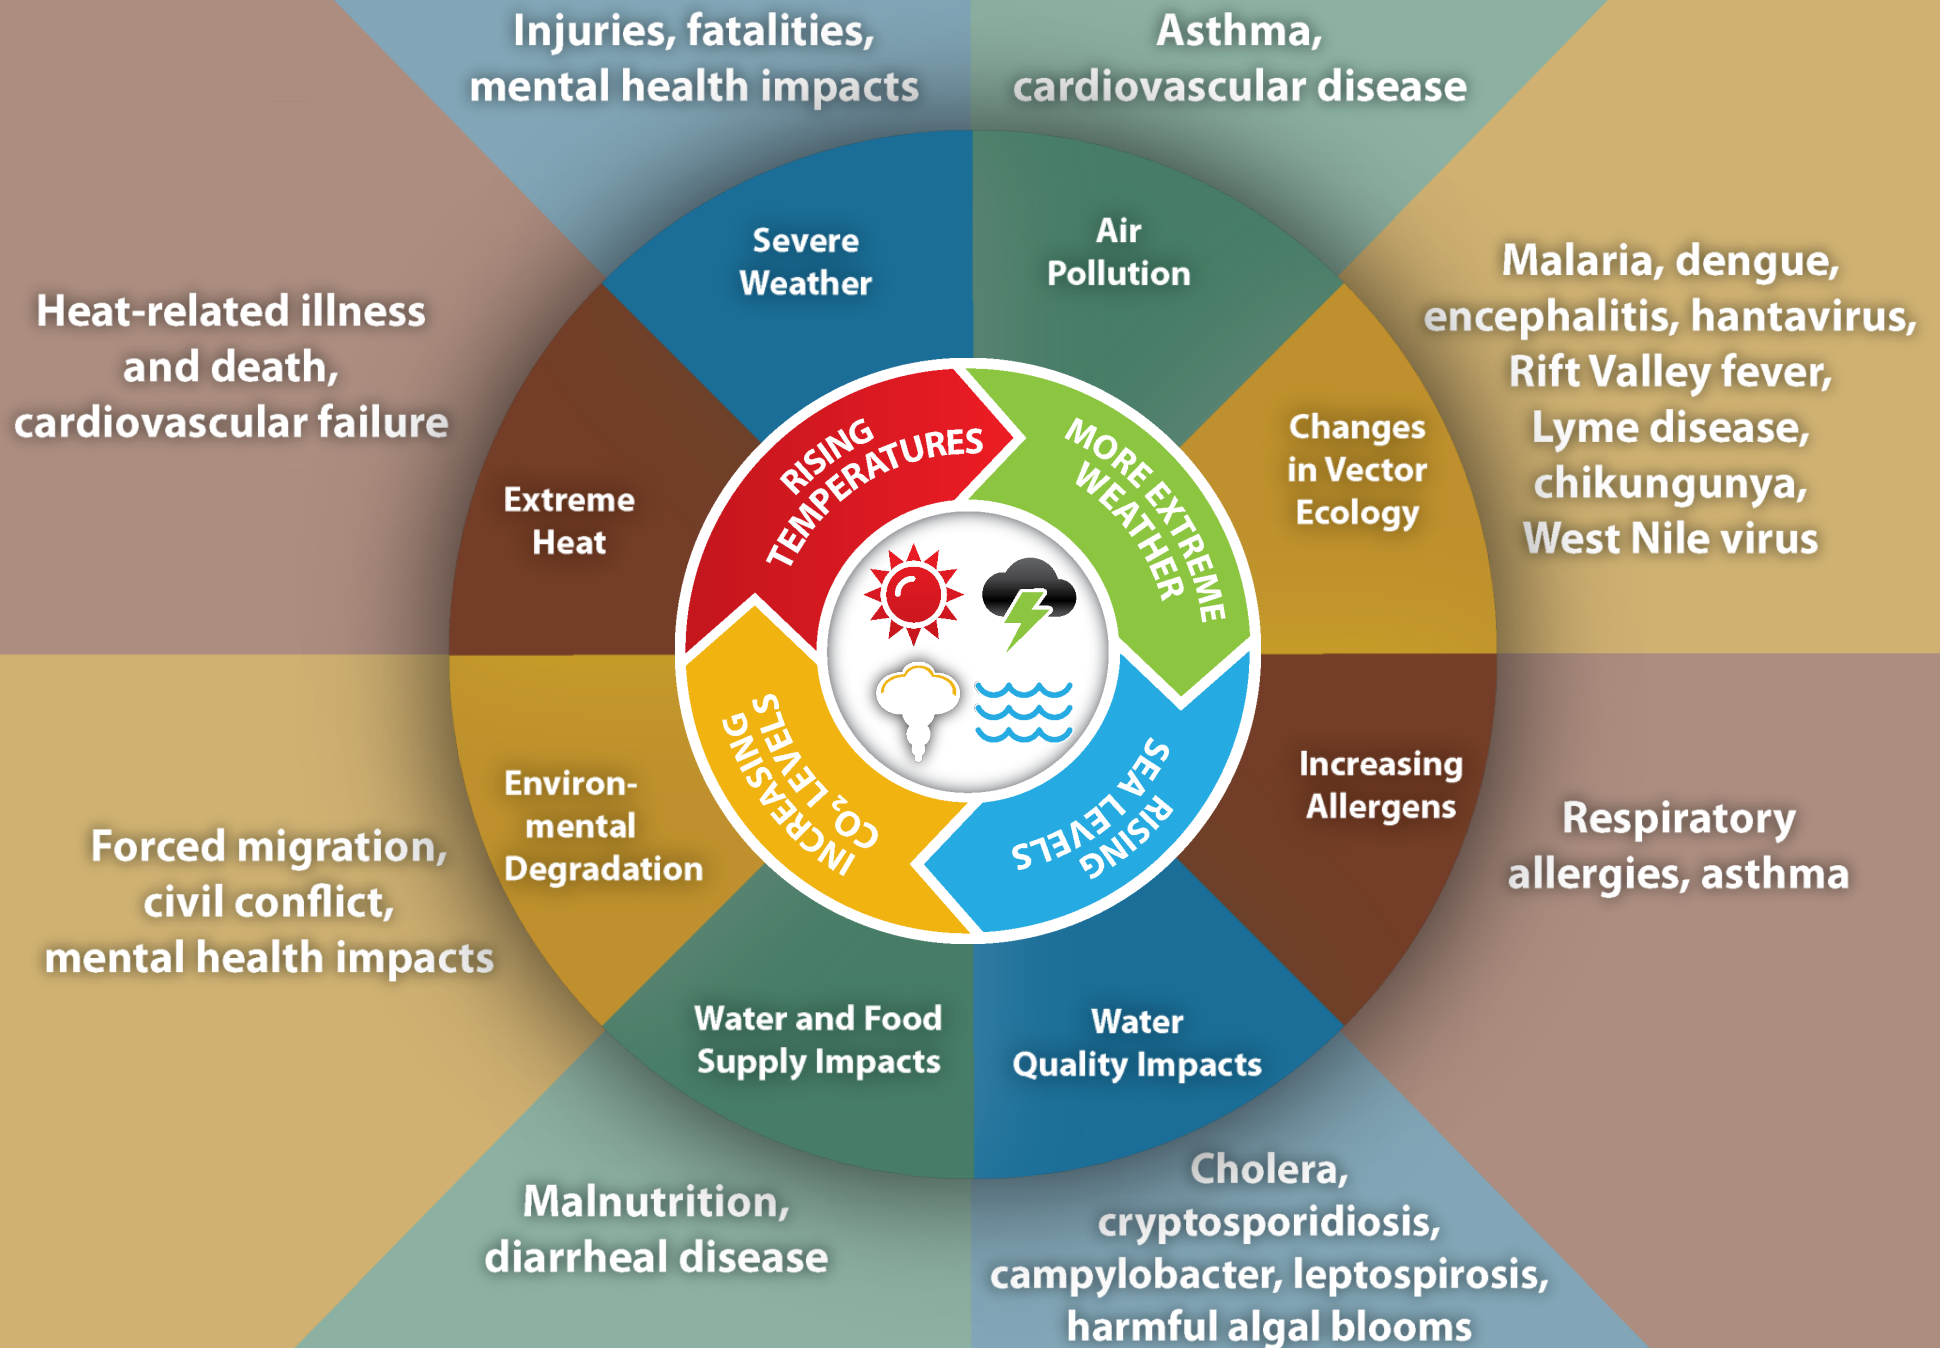 Injuries, fatalities,
mental health impacts
Asthma,
cardiovascular disease
Malaria, dengue,
encephalitis, hantavirus,
Rift Valley fever,
Lyme disease,
chikungunya,
West Nile virus
Respiratory
allergies, asthma
Cholera,
cryptosporidiosis,
campylobacter, leptospirosis,
harmful algal blooms
Malnutrition,
diarrheal disease
Forced migration,
civil conflict,
mental health impacts
Heat-related illness
and death,
cardiovascular failure
Severe
Weather
Air
Pollution
Changes
in Vector
Ecology
Increasing
Allergens
Water
Quality Impacts
Water and Food
Supply Impacts
Environ-
mental
Degradation
Extreme
Heat
RISING
TEMPERATURES
MORE EXTREME
WEATHER
RISING
SEA LEVELS
INCREASING
CO₂ LEVELS